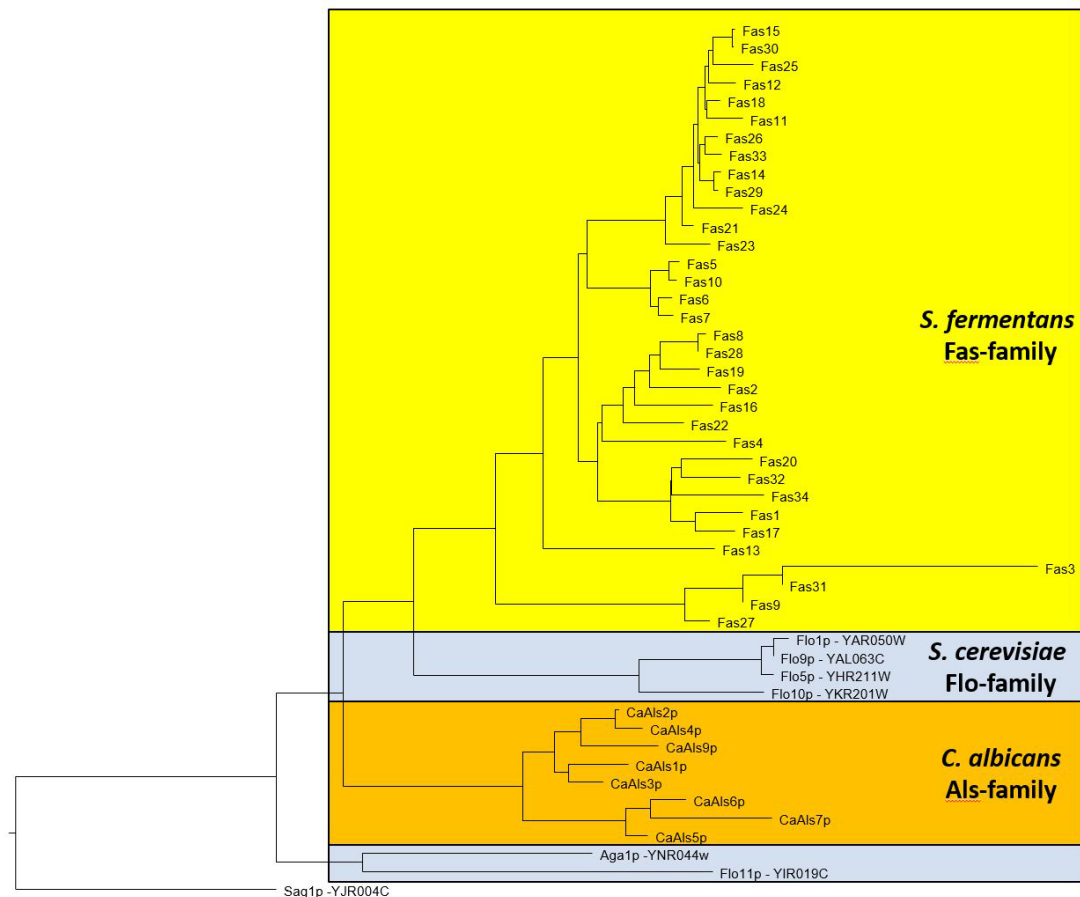 Fas15
Fas30
Fas25
Fas12
Fas18
Fas11
Fas26
Fas33
Fas14
Fas29
Fas24
Fas21
Fas23
Fas5
Fas10
Fas6
Fas7
S. fermentans
Fas-family
Fas8
Fas28
Fas19
Fas2
Fas16
Fas22
Fas4
Fas20
Fas32
Fas34
Fas1
Fas17
Fas13
Fas3
Fas31
Fas9
Fas27
Flo1p - YAR050W
Flo9p - YAL063C
Flo5p - YHR211W
Flo10p - YKR201W
S. cerevisiae
Flo-family
CaAls2p
CaAls4p
CaAls9p
CaAls1p
CaAls3p
CaAls6p
CaAls7p
CaAls5p
C. albicans
Als-family
Aga1p -YNR044w
Flo11p - YIR019C
Sag1p -YJR004C